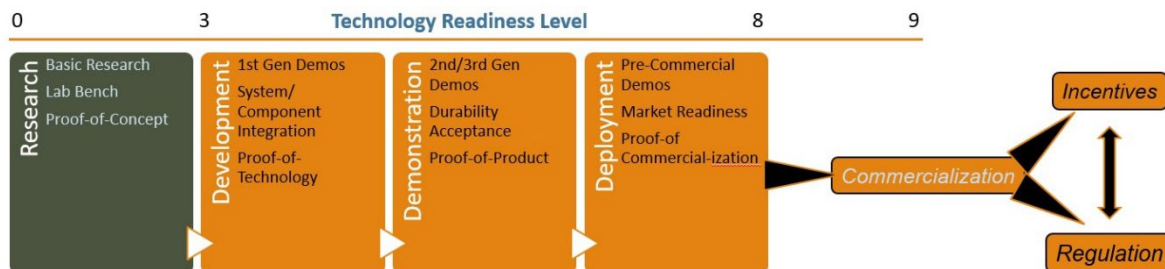 0 3 Technology Readiness Level 8 9
Research
Basic Research
Lab Bench
Proof-of-Concept
Development
1st Gen Demos
System/
Component
Integration
Proof-of-
Technology
Demonstration
2nd/3rd Gen
Demos
Durability
Acceptance
Proof-of-Product
Deployment
Pre-Commercial
Demos
Market Readiness
Proof-of
Commercial-ization
Commercialization
Incentives
Regulation